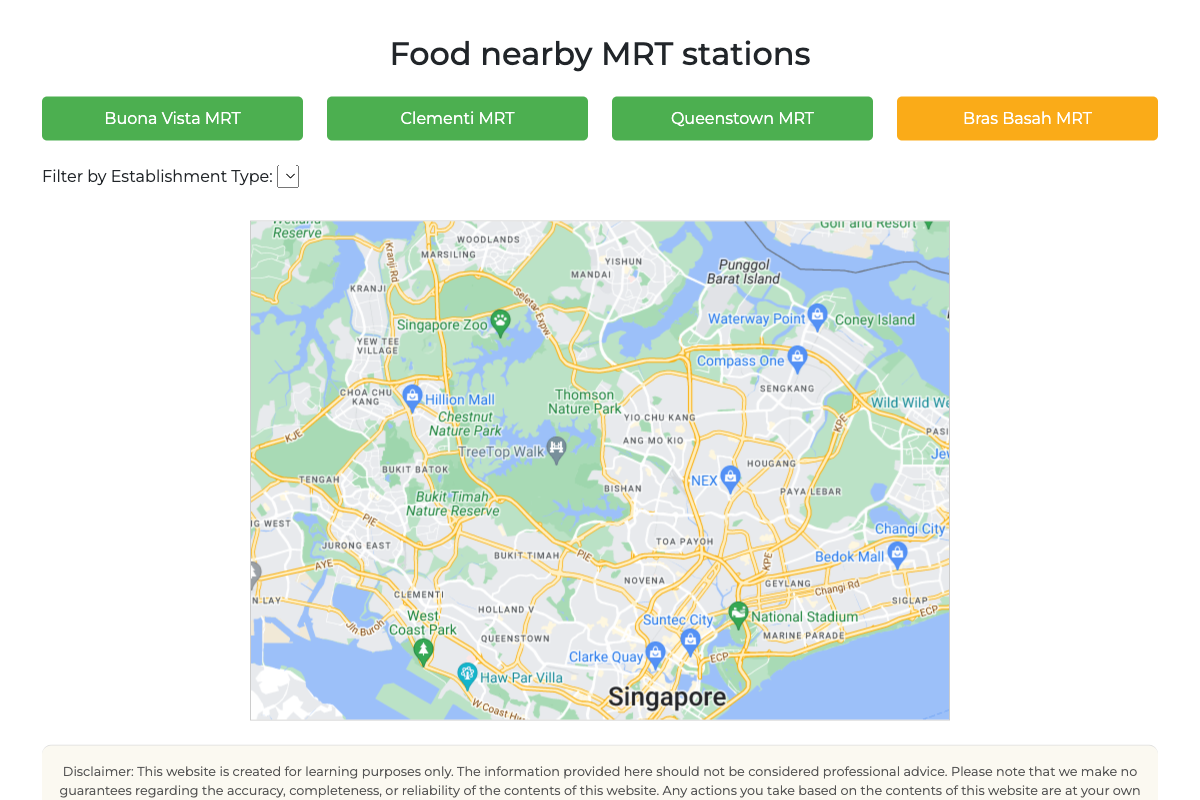 Food nearby MRT stations
Buona Vista MRT
Clementi MRT
Queenstown MRT
Bras Basah MRT
Filter by Establishment Type:
Wetland
Reserve
Golf and Resort
WOODLANDS
MARSILING
Kranji Rd
YISHUN
MANDAI
Punggol
Barat Island
KRANJI
Seletar Expw
Singapore Zoo
Waterway Point
Coney Island
YEW TEE
VILLAGE
Compass One
SENGKANG
CHOA CHU
KANG
Hillion Mall
Thomson
Nature Park
Wild Wild We
Chestnut
Nature Park
YIO CHU KANG
KPE
KJE
ANG MO KIO
PASI
TreeTop Walk
Jew
BUKIT BATOK
HOUGANG
TENGAH
NEX
BISHAN
PAYA LEBAR
Bukit Timah
Nature Reserve
PIE
NG WEST
Changi City
JURONG EAST
TOA PAYOH
BUKIT TIMAH
PIE
KPE
Bedok Mall
AYE
NOVENA
GEYLANG
Changi Rd
CLEMENTI
NLAY
SIGLAP
HOLLAND V
ECP
West
Coast Park
Suntec City
National Stadium
Jln Buroh
QUEENSTOWN
MARINE PARADE
Clarke Quay
ECP
Haw Par Villa
Singapore
W Coast Hi
Disclaimer: This website is created for learning purposes only. The information provided here should not be considered professional advice. Please note that we make no
guarantees regarding the accuracy, completeness, or reliability of the contents of this website. Any actions you take based on the contents of this website are at your own